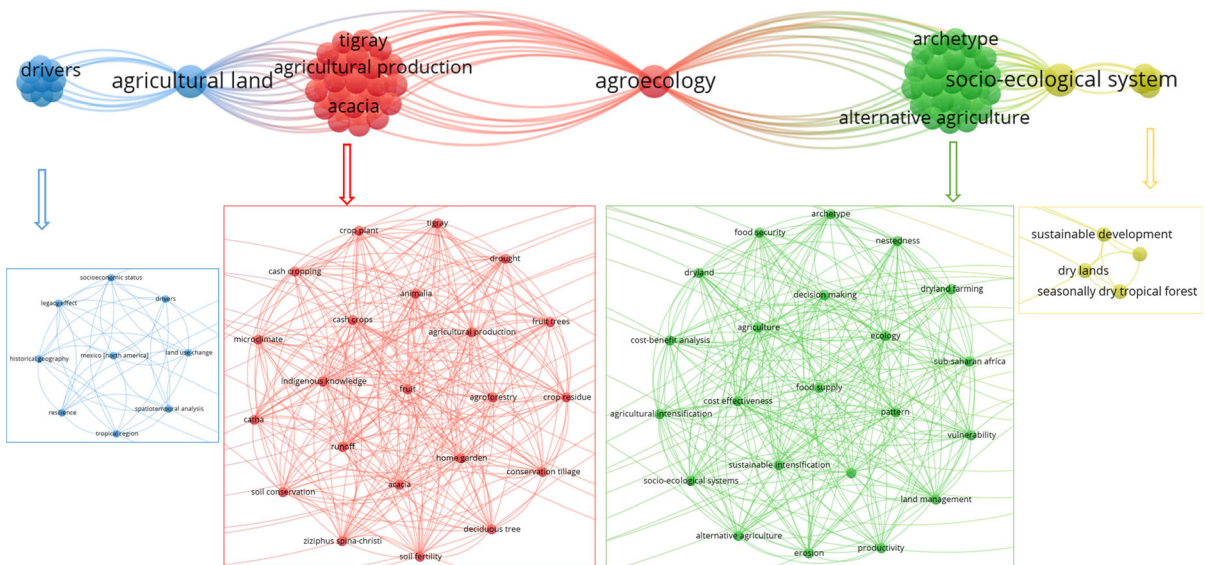 tigray
archetype
drivers
agricultural production
agricultural land
agroecology
socio-ecological system
acacia
alternative agriculture
socioeconomic status
legacy effect
drivers
historical geography
mexico [north america]
land use change
resilience
spatiotemporal analysis
tropical region
tigray
crop plant
drought
cash cropping
animalia
cash crops
fruit trees
agricultural production
microclimate
indigenous knowledge
fruit
agroforestry
crop residue
catha
runoff
home garden
conservation tillage
acacia
soil conservation
deciduous tree
ziziphus spina-christi
soil fertility
archetype
food security
nestedness
dryland
decision making
dryland farming
agriculture
ecology
cost-benefit analysis
sub-saharan africa
food supply
cost effectiveness
agricultural intensification
pattern
vulnerability
sustainable intensification
socio-ecological systems
land management
alternative agriculture
productivity
erosion
sustainable development
dry lands
seasonally dry tropical forest